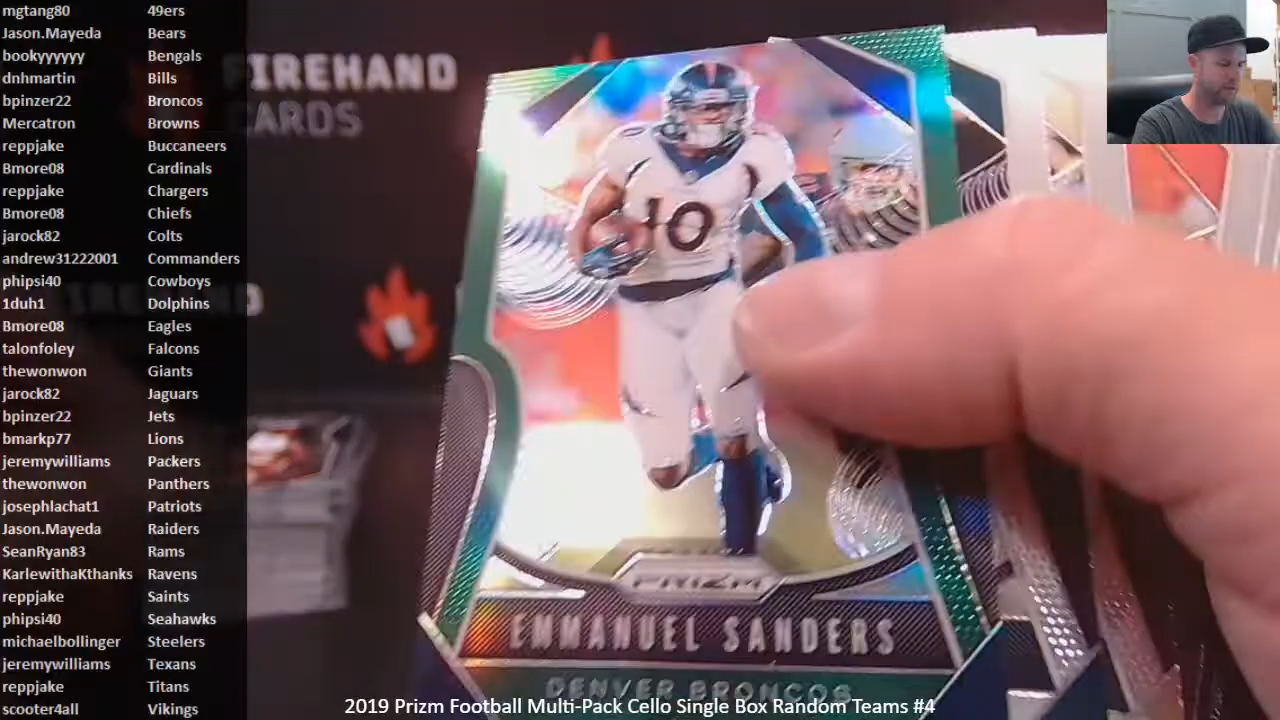 mgtang80 49ers
Jason.Mayeda Bears
bookyyyyyy Bengals
dnhmartin Bills
bpinzer22 Broncos
Mercatron Browns
reppjake Buccaneers
Bmore08 Cardinals
reppjake Chargers
Bmore08 Chiefs
jarock82 Colts
andrew31222001 Commanders
phipsi40 Cowboys
1duh1 Dolphins
Bmore08 Eagles
talonfoley Falcons
thewonwon Giants
jarock82 Jaguars
bpinzer22 Jets
bmarkp77 Lions
jeremywilliams Packers
thewonwon Panthers
josephlachat1 Patriots
Jason.Mayeda Raiders
SeanRyan83 Rams
KarlewithaKthanks Ravens
reppjake Saints
phipsi40 Seahawks
michaelbollinger Steelers
jeremywilliams Texans
reppjake Titans
scooter4all Vikings
FIREHAND
CARDS
10
10
PRIZM
EMMANUEL SANDERS
DENVER BRONCOS
2019 Prizm Football Multi-Pack Cello Single Box Random Teams #4